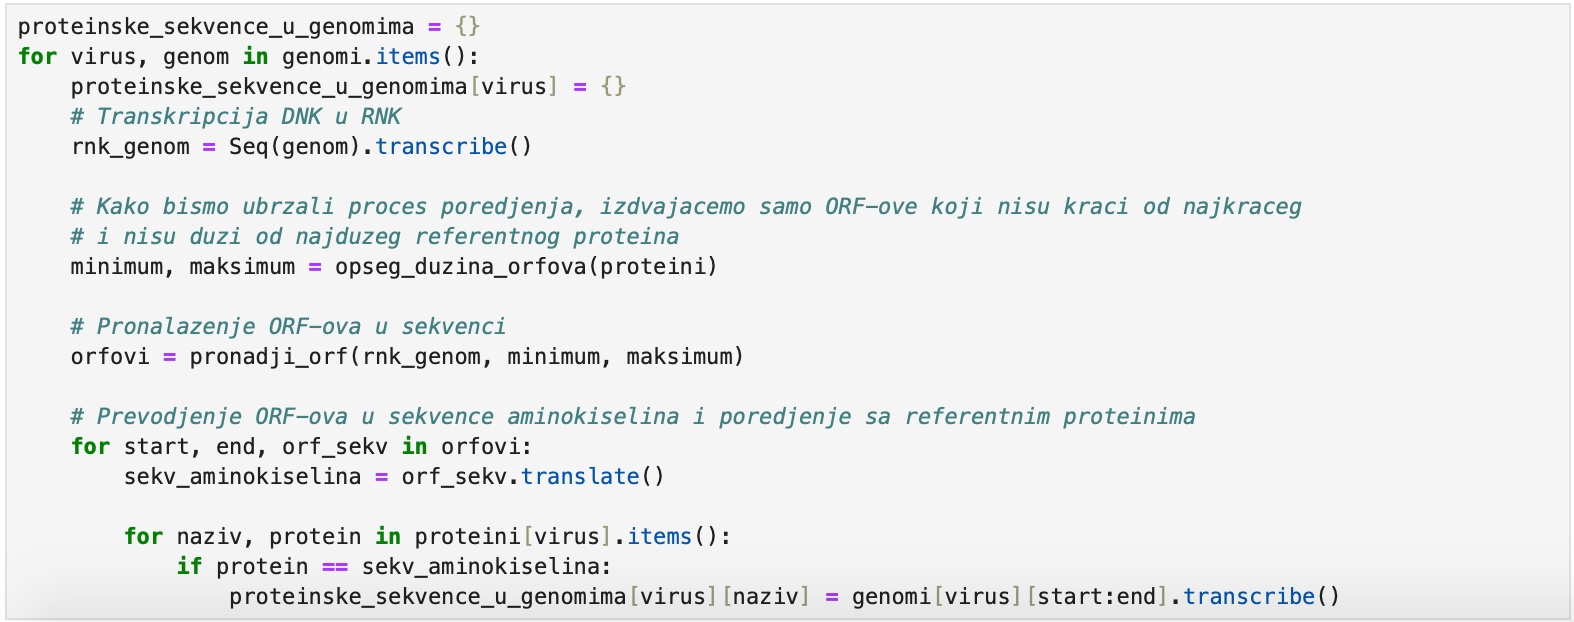 proteinske_sekvence_u_genomima = {}
for virus, genom in genomi.items():
    proteinske_sekvence_u_genomima[virus] = {}
    # Transkripcija DNK u RNK
    rnk_genom = Seq(genom).transcribe()

    # Kako bismo ubrzali proces poredjenja, izdvajacemo samo ORF-ove koji nisu kraci od najkraceg
    # i nisu duzi od najduzeg referentnog proteina
    minimum, maksimum = opseg_duzina_orfova(proteini)

    # Pronalazenje ORF-ova u sekvenci
    orfovi = pronadji_orf(rnk_genom, minimum, maksimum)

    # Prevodjenje ORF-ova u sekvence aminokiselina i poredjenje sa referentnim proteinima
    for start, end, orf_sekv in orfovi:
        sekv_aminokiselina = orf_sekv.translate()

        for naziv, protein in proteini[virus].items():
            if protein == sekv_aminokiselina:
                proteinske_sekvence_u_genomima[virus][naziv] = genomi[virus][start:end].transcribe()